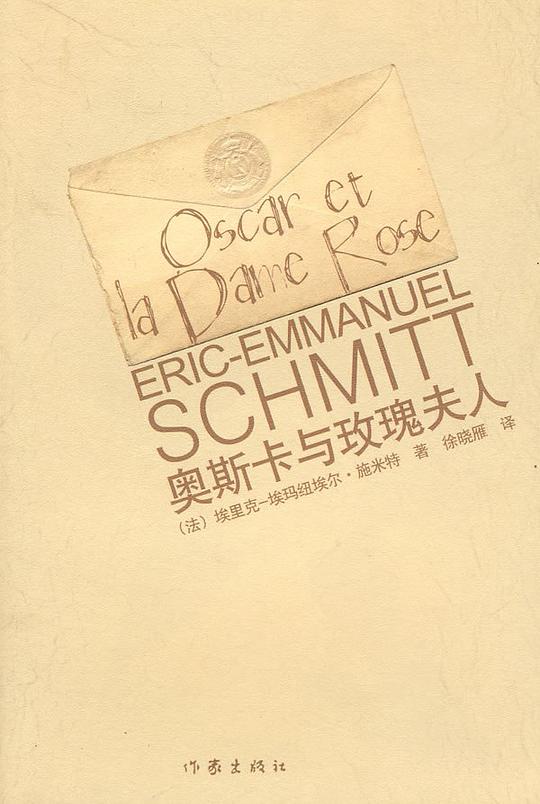 Oscar et
la Dame Rose
ERIC-EMMANUEL
SCHMITT
奥斯卡与玫瑰夫人
(法) 埃里克-埃玛纽埃尔·施米特 著 徐晓雁 译
作家出版社